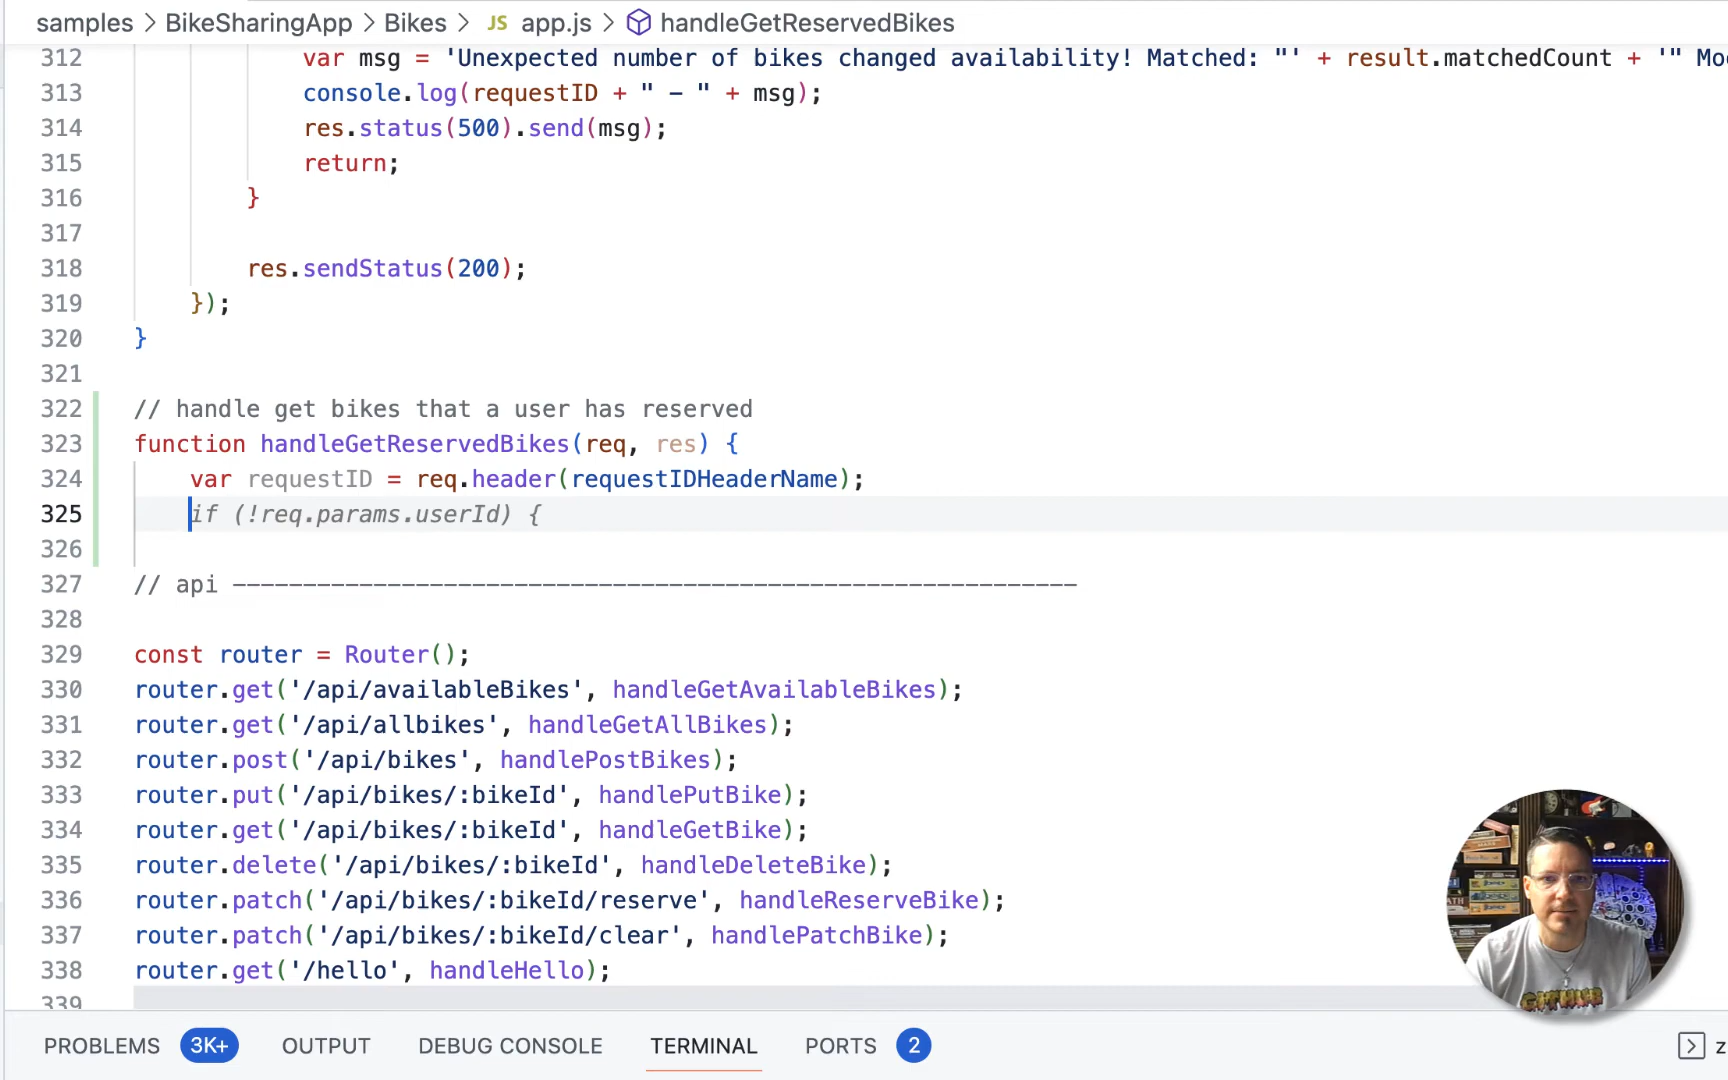 samples > BikeSharingApp > Bikes > JS app.js > handleGetReservedBikes
312 var msg = 'Unexpected number of bikes changed availability! Matched: "' + result.matchedCount + '" Mo
313 console.log(requestID + " - " + msg);
314 res.status(500).send(msg);
315 return;
316 }
317
318 res.sendStatus(200);
319 });
320 }
321
322 // handle get bikes that a user has reserved
323 function handleGetReservedBikes(req, res) {
324 var requestID = req.header(requestIDHeaderName);
325 if (!req.params.userId) {
326
327 // api ------------------------------------------------------------
328
329 const router = Router();
330 router.get('/api/availableBikes', handleGetAvailableBikes);
331 router.get('/api/allbikes', handleGetAllBikes);
332 router.post('/api/bikes', handlePostBikes);
333 router.put('/api/bikes/:bikeId', handlePutBike);
334 router.get('/api/bikes/:bikeId', handleGetBike);
335 router.delete('/api/bikes/:bikeId', handleDeleteBike);
336 router.patch('/api/bikes/:bikeId/reserve', handleReserveBike);
337 router.patch('/api/bikes/:bikeId/clear', handlePatchBike);
338 router.get('/hello', handleHello);
339
GITHUB
PROBLEMS 3K+ OUTPUT DEBUG CONSOLE TERMINAL PORTS 2 z